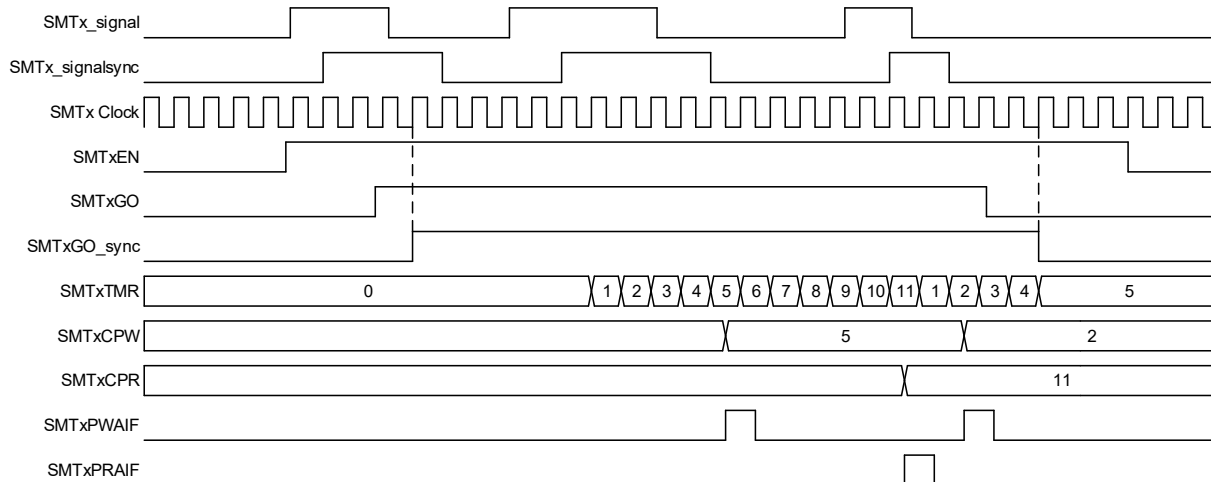 SMTx_signal
SMTx_signalsync
SMTx Clock
SMTxEN
SMTxGO
SMTxGO_sync
SMTxTMR 0 1 2 3 4 5 6 7 8 9 10 11 1 2 3 4 5
SMTxCPW 5 2
SMTxCPR 11
SMTxPWAIF
SMTxPRAIF